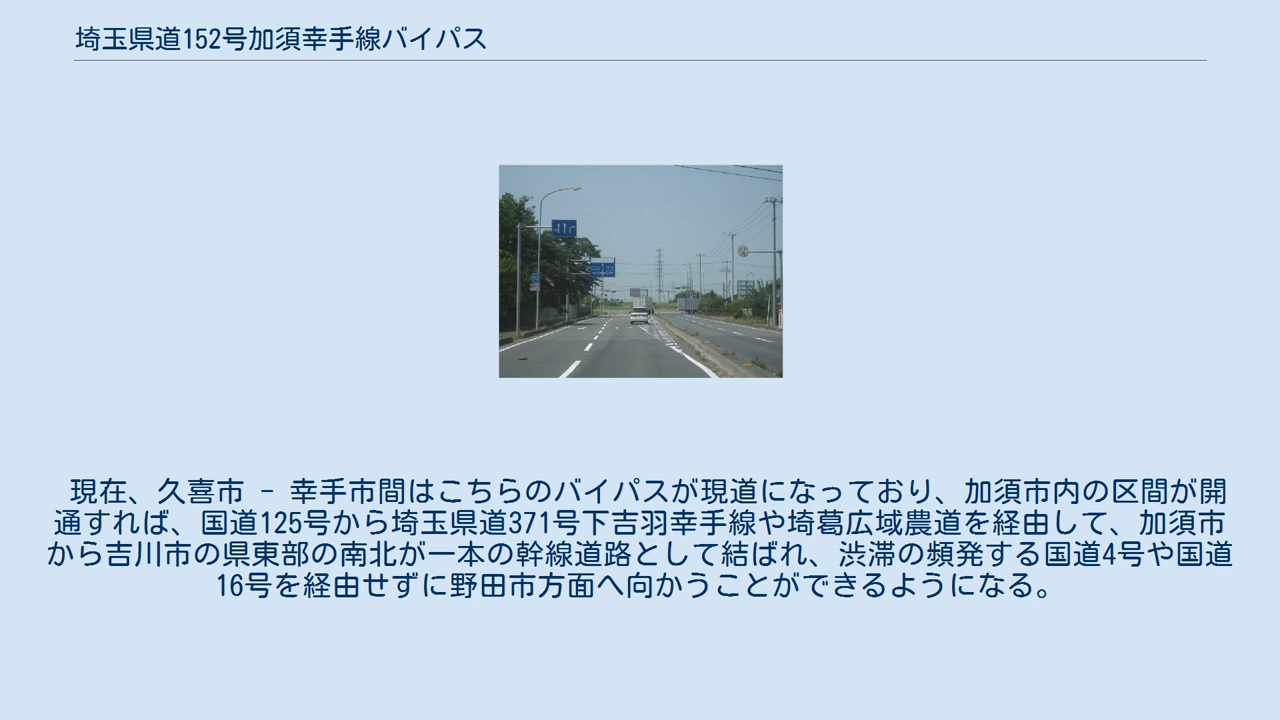 埼玉県道152号加須幸手線バイパス
現在、久喜市 - 幸手市間はこちらのバイパスが現道になっており、加須市内の区間が開
通すれば、国道125号から埼玉県道371号下吉羽幸手線や埼葛広域農道を経由して、加須市
から吉川市の県東部の南北が一本の幹線道路として結ばれ、渋滞の頻発する国道4号や国道
16号を経由せずに野田市方面へ向かうことができるようになる。